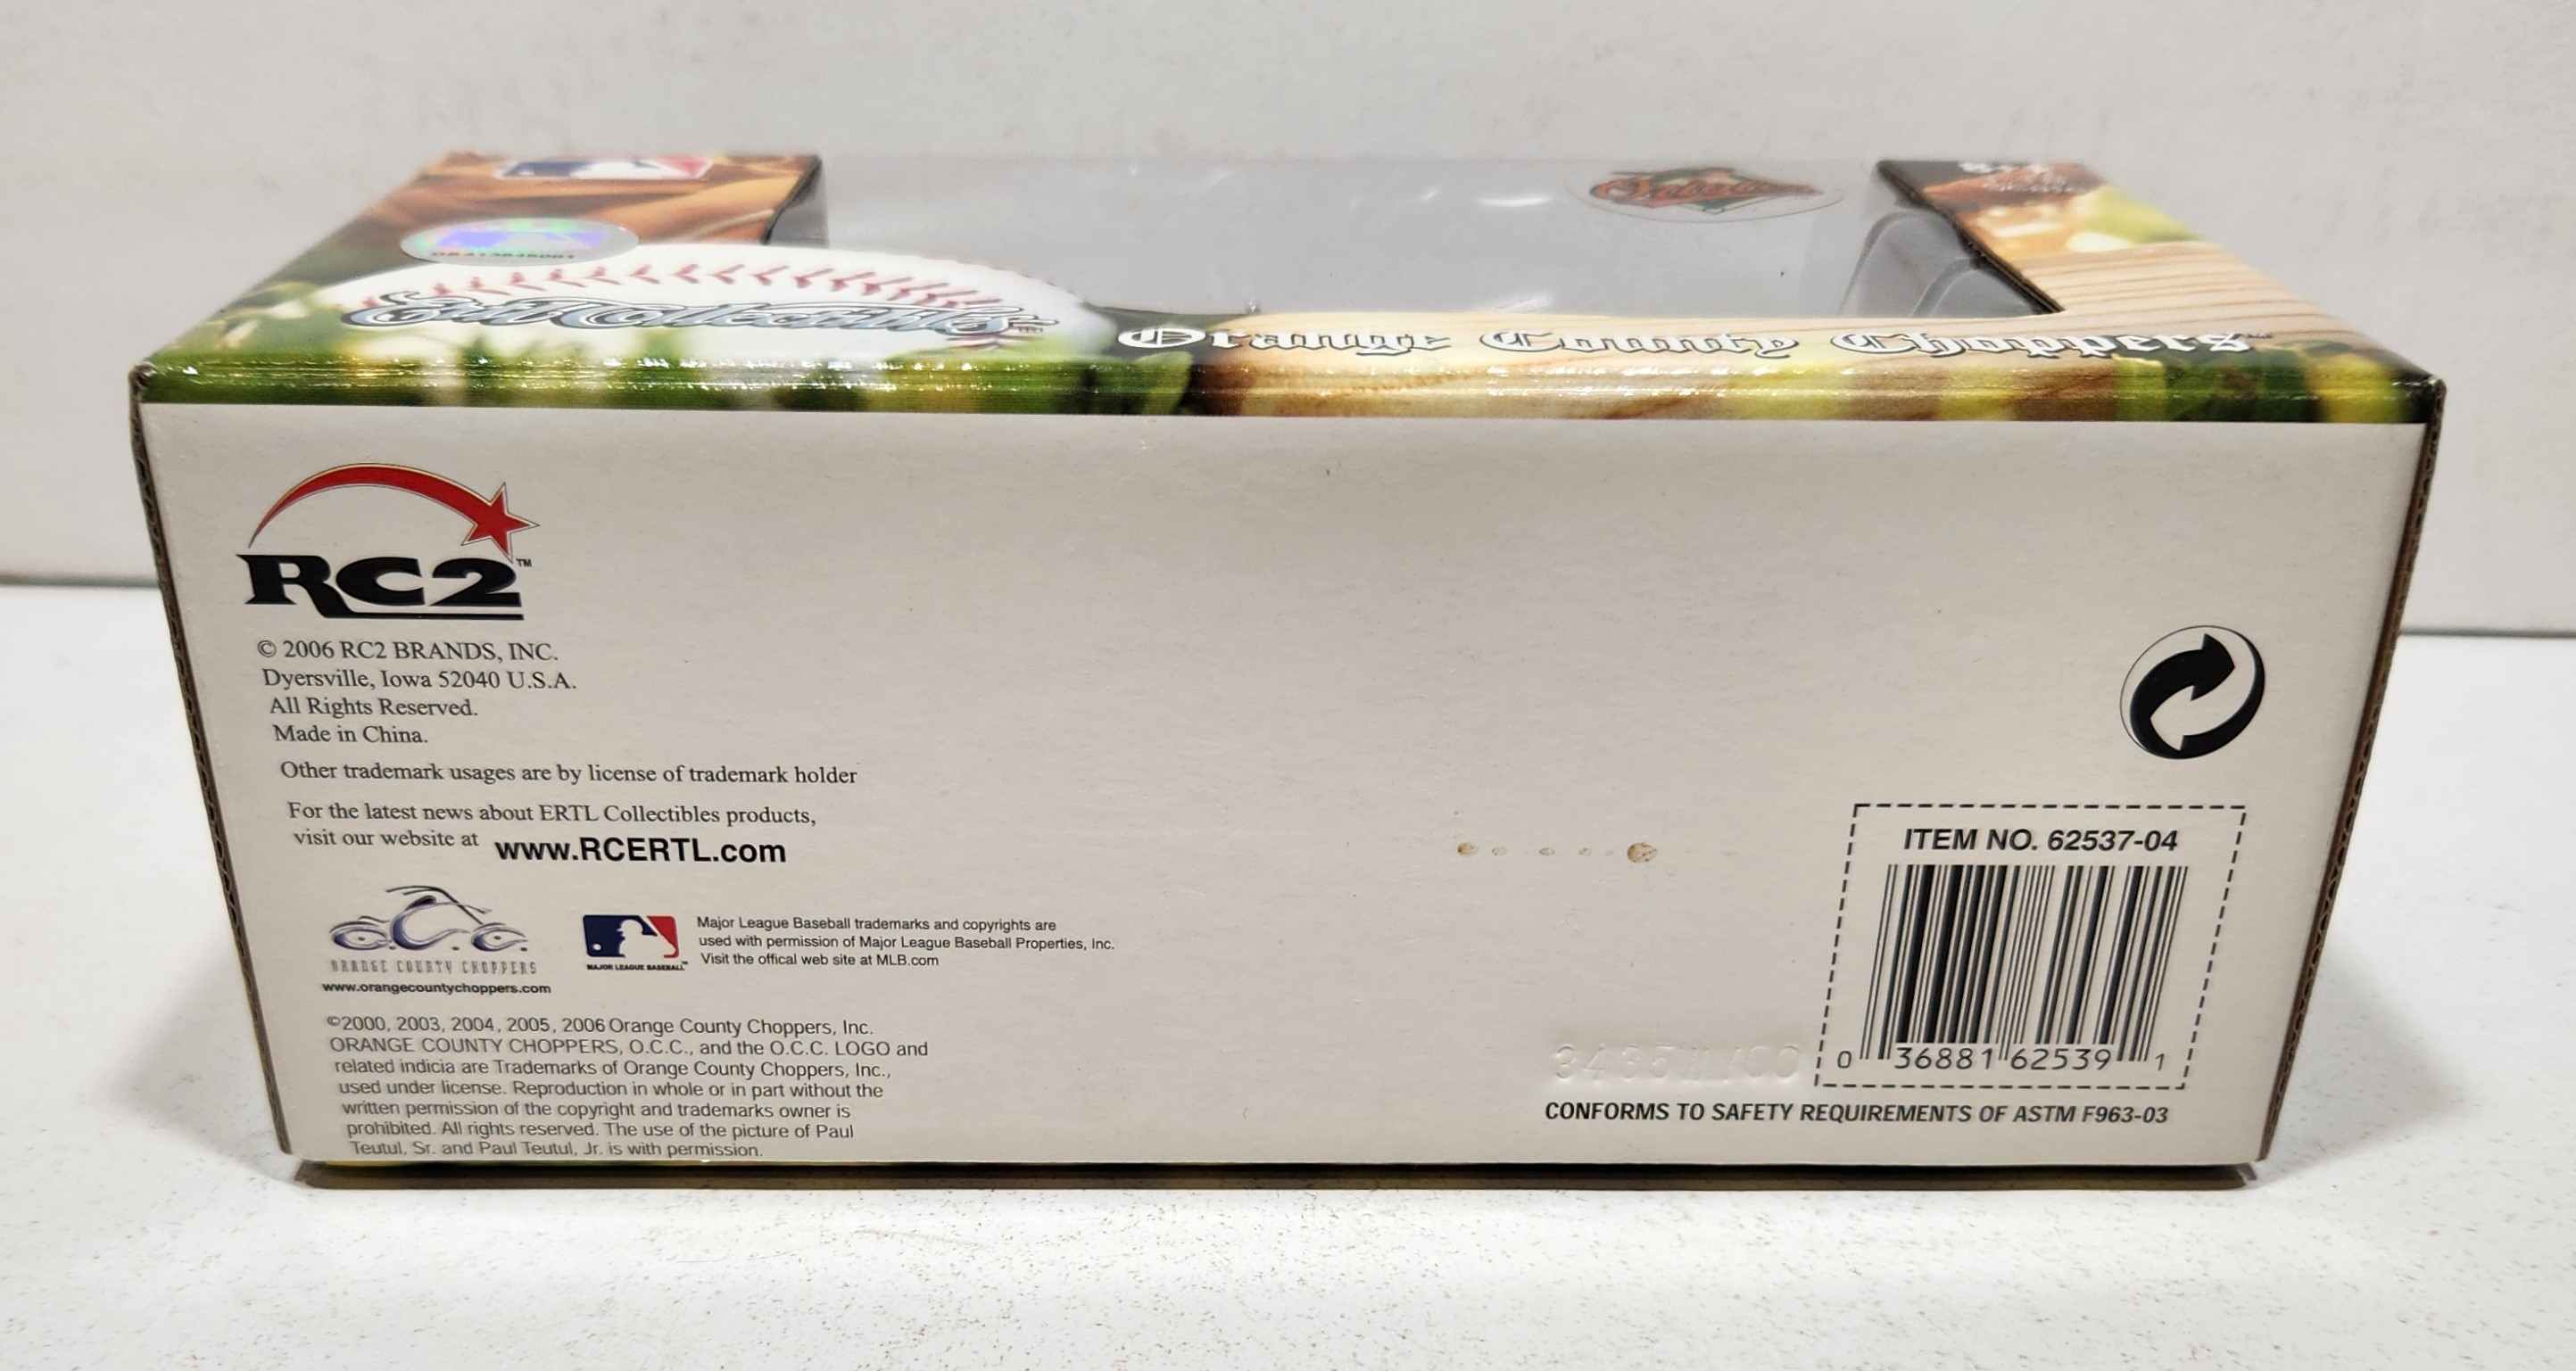 Ertl Collectibles
Orange County Choppers
Orioles
RC2™
© 2006 RC2 BRANDS, INC.
Dyersville, Iowa 52040 U.S.A.
All Rights Reserved.
Made in China.
Other trademark usages are by license of trademark holder
For the latest news about ERTL Collectibles products,
visit our website at www.RCERTL.com
O.C.C.
ORANGE COUNTY CHOPPERS
www.orangecountychoppers.com
MAJOR LEAGUE BASEBALL™
Major League Baseball trademarks and copyrights are
used with permission of Major League Baseball Properties, Inc.
Visit the offical web site at MLB.com
©2000, 2003, 2004, 2005, 2006 Orange County Choppers, Inc.
ORANGE COUNTY CHOPPERS, O.C.C., and the O.C.C. LOGO and
related indicia are Trademarks of Orange County Choppers, Inc.,
used under license. Reproduction in whole or in part without the
written permission of the copyright and trademarks owner is
prohibited. All rights reserved. The use of the picture of Paul
Teutul, Sr. and Paul Teutul, Jr. is with permission.
ITEM NO. 62537-04
0 36881 62539 1
CONFORMS TO SAFETY REQUIREMENTS OF ASTM F963-03